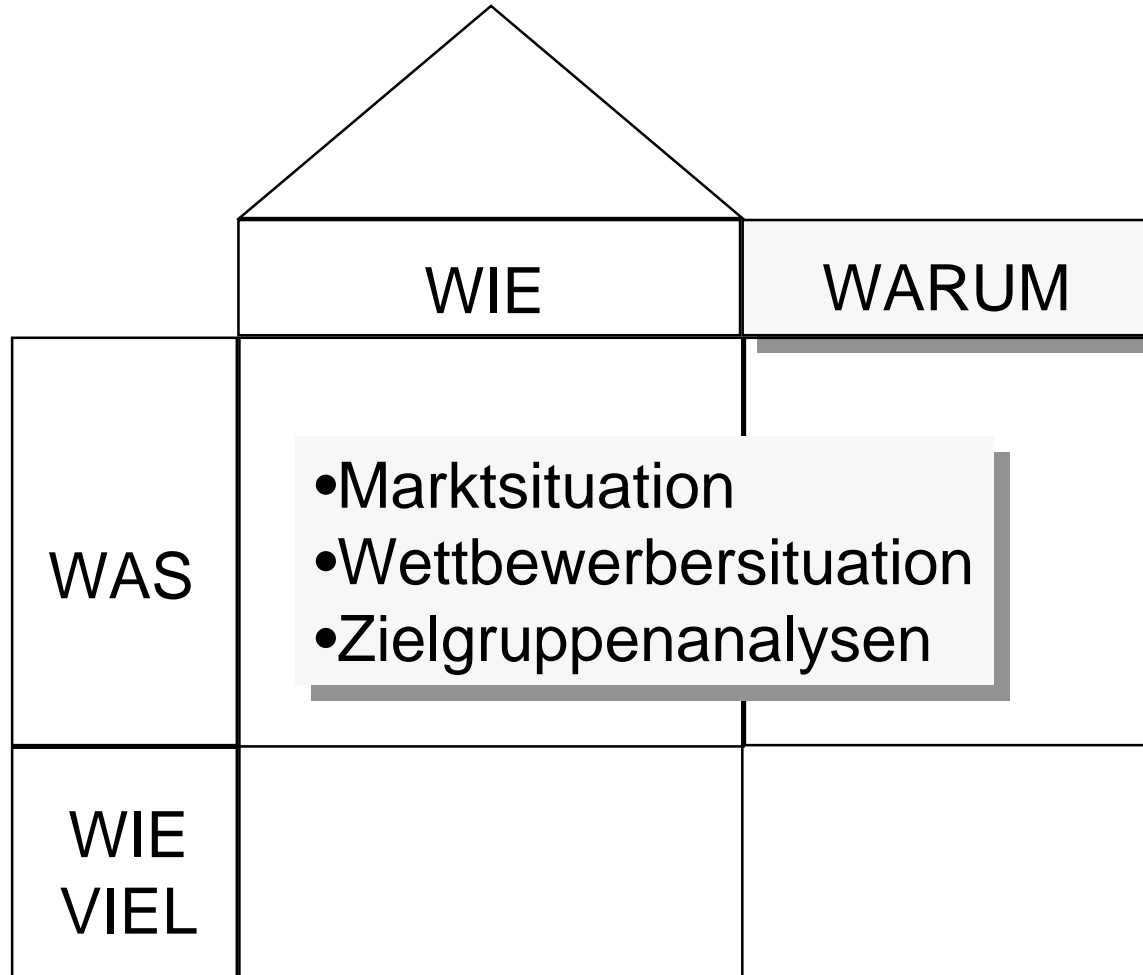 WIE
WARUM
WAS
•Marktsituation
•Wettbewerbersituation
•Zielgruppenanalysen
WIE
VIEL